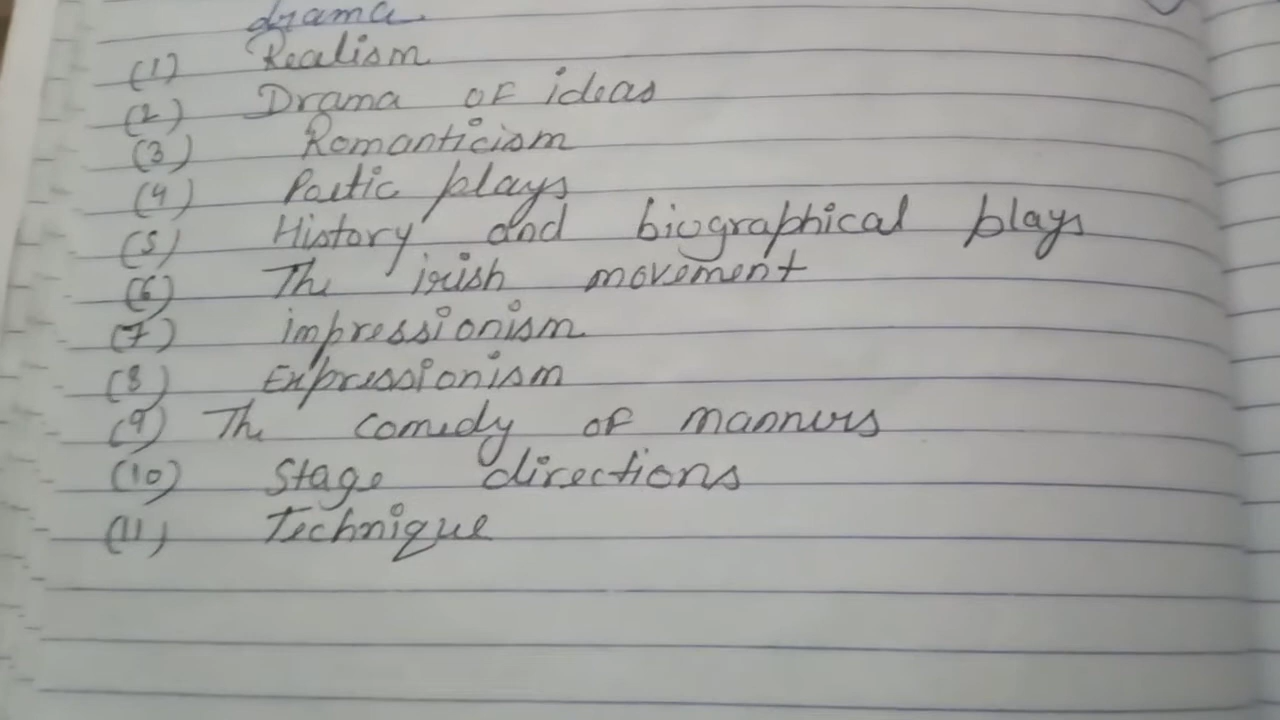 drama.
(1) Realism
(2) Drama OF ideas
(3) Romanticism
(4) Poetic plays
(5) History and biographical plays
(6) The irish movement
(7) impressionism
(8) Expressionism
(9) The comedy OF manners
(10) Stage directions
(11) Technique